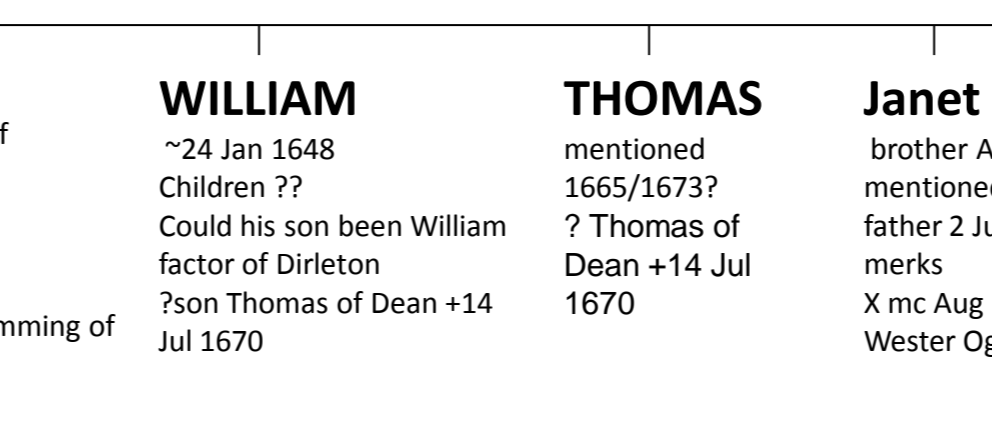 f
mming of
WILLIAM
~24 Jan 1648
Children ??
Could his son been William
factor of Dirleton
?son Thomas of Dean +14
Jul 1670
THOMAS
mentioned
1665/1673?
? Thomas of
Dean +14 Jul
1670
Janet
brother A
mentioned
father 2 Ju
merks
X mc Aug
Wester Og